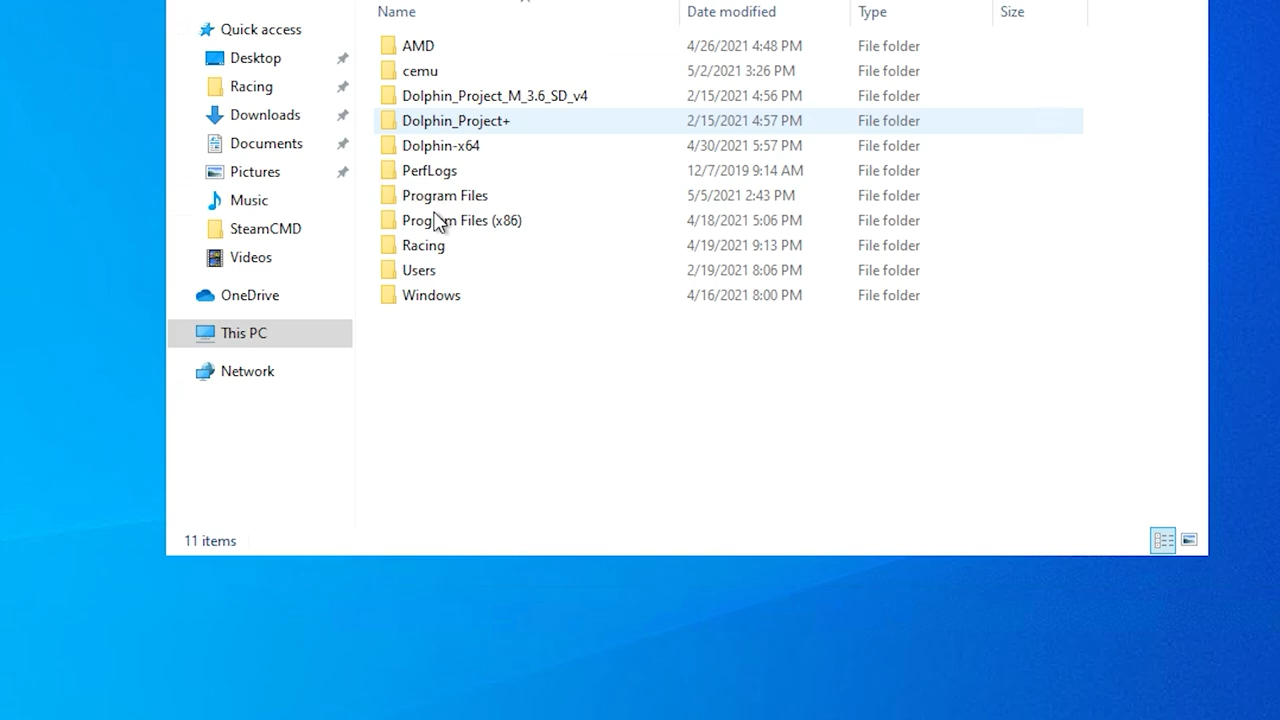 Name Date modified Type Size
Quick access
Desktop
Racing
Downloads
Documents
Pictures
Music
SteamCMD
Videos
OneDrive
This PC
Network
AMD 4/26/2021 4:48 PM File folder
cemu 5/2/2021 3:26 PM File folder
Dolphin_Project_M_3.6_SD_v4 2/15/2021 4:56 PM File folder
Dolphin_Project+ 2/15/2021 4:57 PM File folder
Dolphin-x64 4/30/2021 5:57 PM File folder
PerfLogs 12/7/2019 9:14 AM File folder
Program Files 5/5/2021 2:43 PM File folder
Program Files (x86) 4/18/2021 5:06 PM File folder
Racing 4/19/2021 9:13 PM File folder
Users 2/19/2021 8:06 PM File folder
Windows 4/16/2021 8:00 PM File folder
11 items